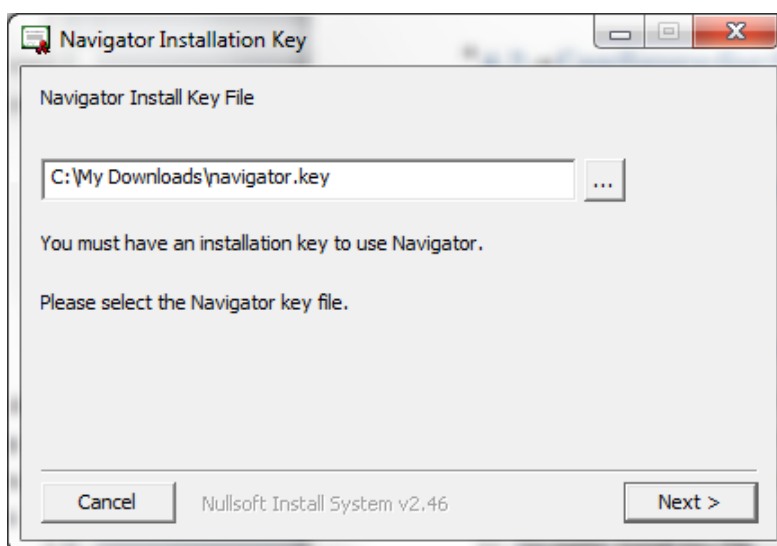 Navigator Installation Key
Navigator Install Key File
C:\My Downloads\navigator.key
...
You must have an installation key to use Navigator.
Please select the Navigator key file.
Cancel
Nullsoft Install System v2.46
Next >